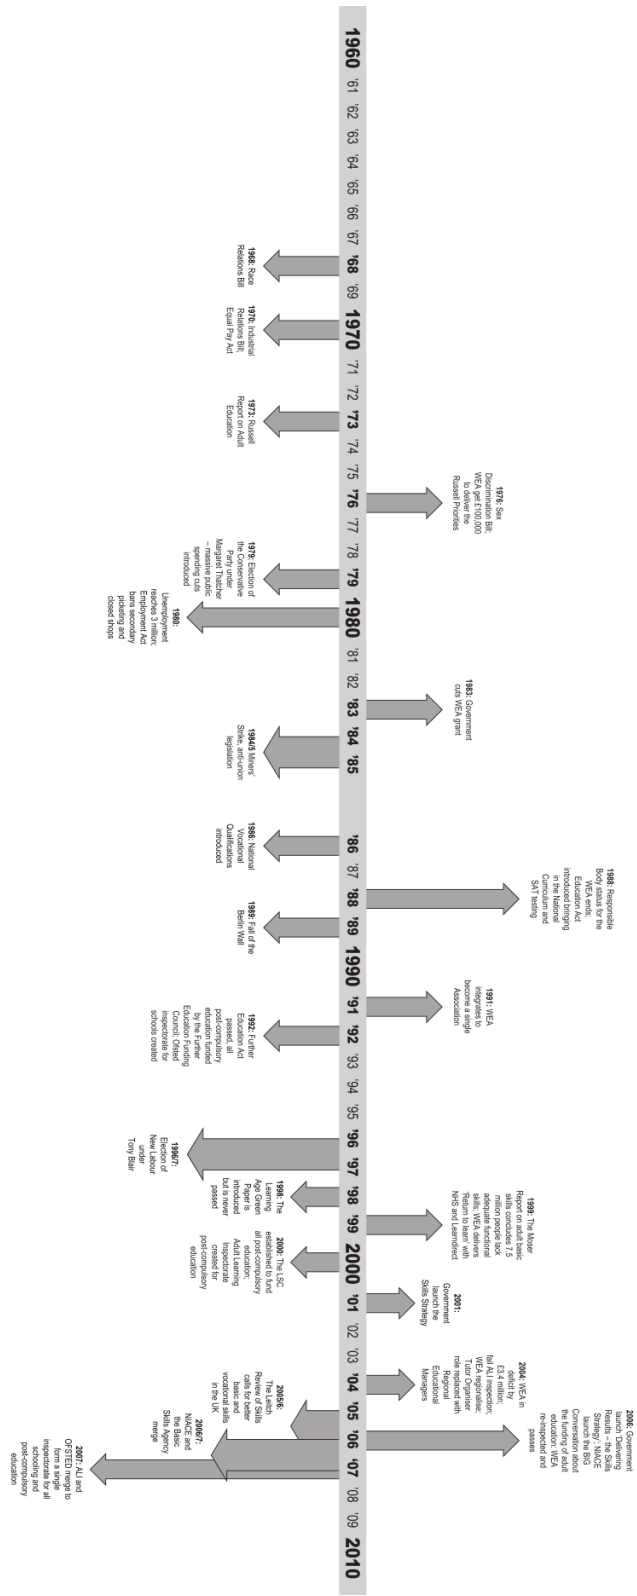 1976: Sex
Discrimination Bill;
WEA get £100,000
to deliver the
Russell Priorities
1983: Government
cuts WEA grant
1988: Responsible
Body status for the
WEA ends;
Education Act
introduced bringing
in the National
Curriculum and
SAT testing
1991: WEA
integrates to
become a single
Association
1999: The Moser
Report on adult basic
skills concludes 7.5
million people lack
adequate functional
skills; WEA delivers
'Return to learn' with
NHS and Learndirect
2001:
Government
launch the
Skills Strategy
2004: WEA in
deficit by
£3.4 million;
fail ALI inspection;
WEA regionalise;
Tutor Organiser
role replaced with
Regional
Educational
Managers
2006: Government
launch 'Delivering
Results – the Skills
Strategy'; NIACE
launch the BIG
Conversation about
the funding of adult
education: WEA
re-inspected and
passes
1960 '61 '62 '63 '64 '65 '66 '67 '68 '69 1970 '71 '72 '73 '74 '75 '76 '77 '78 '79 1980 '81 '82 '83 '84 '85 '86 '87 '88 '89 1990 '91 '92 '93 '94 '95 '96 '97 '98 '99 2000 '01 '02 '03 '04 '05 '06 '07 '08 '09 2010
1968: Race
Relations Bill
1970: Industrial
Relations Bill;
Equal Pay Act
1973: Russell
Report on Adult
Education
1979: Election of
the Conservative
Party under
Margaret Thatcher
– massive public
spending cuts
introduced
1980:
Unemployment
reaches 3 million;
Employment Act
bans secondary
picketing and
closed shops
1984/5 Miners'
Strike, anti-union
legislation
1986: National
Vocational
Qualifications
introduced
1989: Fall of the
Berlin Wall
1992: Further
Education Act
passed, all
post-compulsory
education funded
by the Further
Education Funding
Council; Ofsted
inspectorate for
schools created
1996/7:
Election of
New Labour
under
Tony Blair
1998: The
Learning
Age Green
Paper is
introduced
but is never
passed
2000: The LSC
established to fund
all post-compulsory
education;
Adult Learning
Inspectorate
created for
post-compulsory
education
2005/6:
The Leitch
Review of Skills
calls for better
basic and
vocational skills
in the UK
2006/7:
NIACE and
the Basic
Skills Agency
merge
2007: ALI and
OFSTED merge to
form a single
inspectorate for all
schooling and
post-compulsory
education